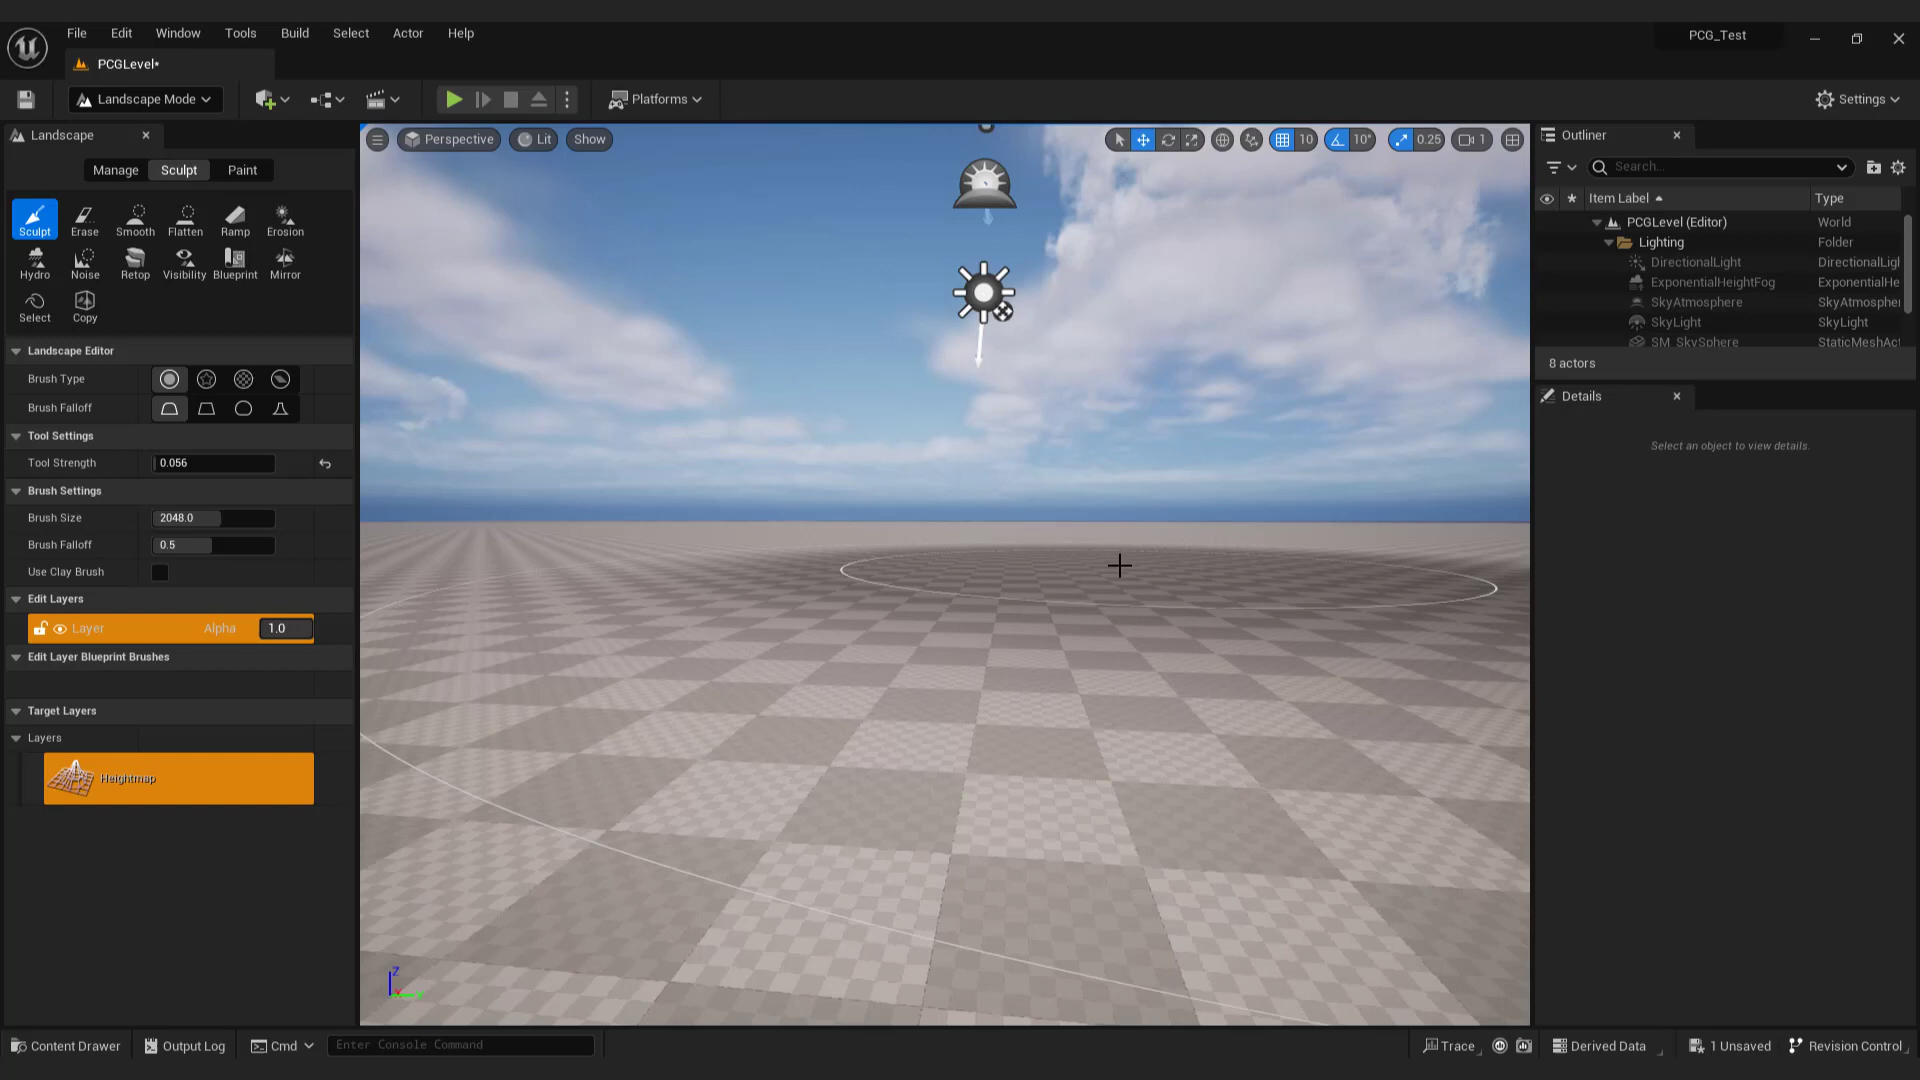 File Edit Window Tools Build Select Actor Help
PCG_Test
PCGLevel*
Landscape Mode
Platforms
Settings
Landscape
Perspective
Lit
Show
10
10°
0.25
1
Outliner
Manage
Sculpt
Paint
Search...
Item Label
Type
Sculpt Erase Smooth Flatten Ramp Erosion
PCGLevel (Editor) World
Lighting Folder
DirectionalLight DirectionalLigl
Hydro Noise Retop Visibility Blueprint Mirror
ExponentialHeightFog ExponentialHe
SkyAtmosphere SkyAtmospher
Select Copy
SkyLight SkyLight
SM_SkySphere StaticMeshAct
Landscape Editor
8 actors
Brush Type
Details
Brush Falloff
Tool Settings
Select an object to view details.
Tool Strength 0.056
Brush Settings
Brush Size 2048.0
Brush Falloff 0.5
Use Clay Brush
Edit Layers
Layer Alpha 1.0
Edit Layer Blueprint Brushes
Target Layers
Layers
Heightmap
Z
Content Drawer
Output Log
Cmd
Enter Console Command
Trace
Derived Data
1 Unsaved
Revision Control